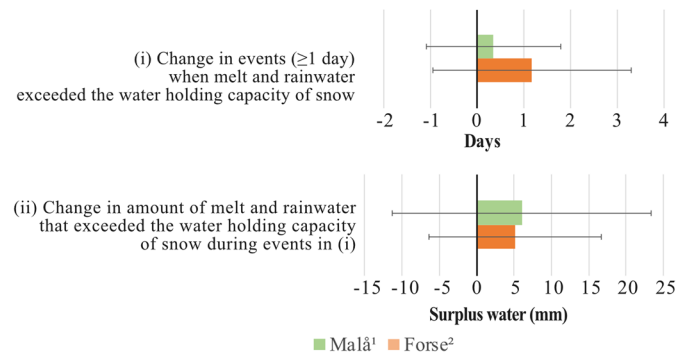 (i) Change in events (≥1 day)
when melt and rainwater
exceeded the water holding capacity of snow
-2 -1 0 1 2 3 4
Days
(ii) Change in amount of melt and rainwater
that exceeded the water holding capacity
of snow during events in (i)
-15 -10 -5 0 5 10 15 20 25
Surplus water (mm)
Malå¹ Forse²